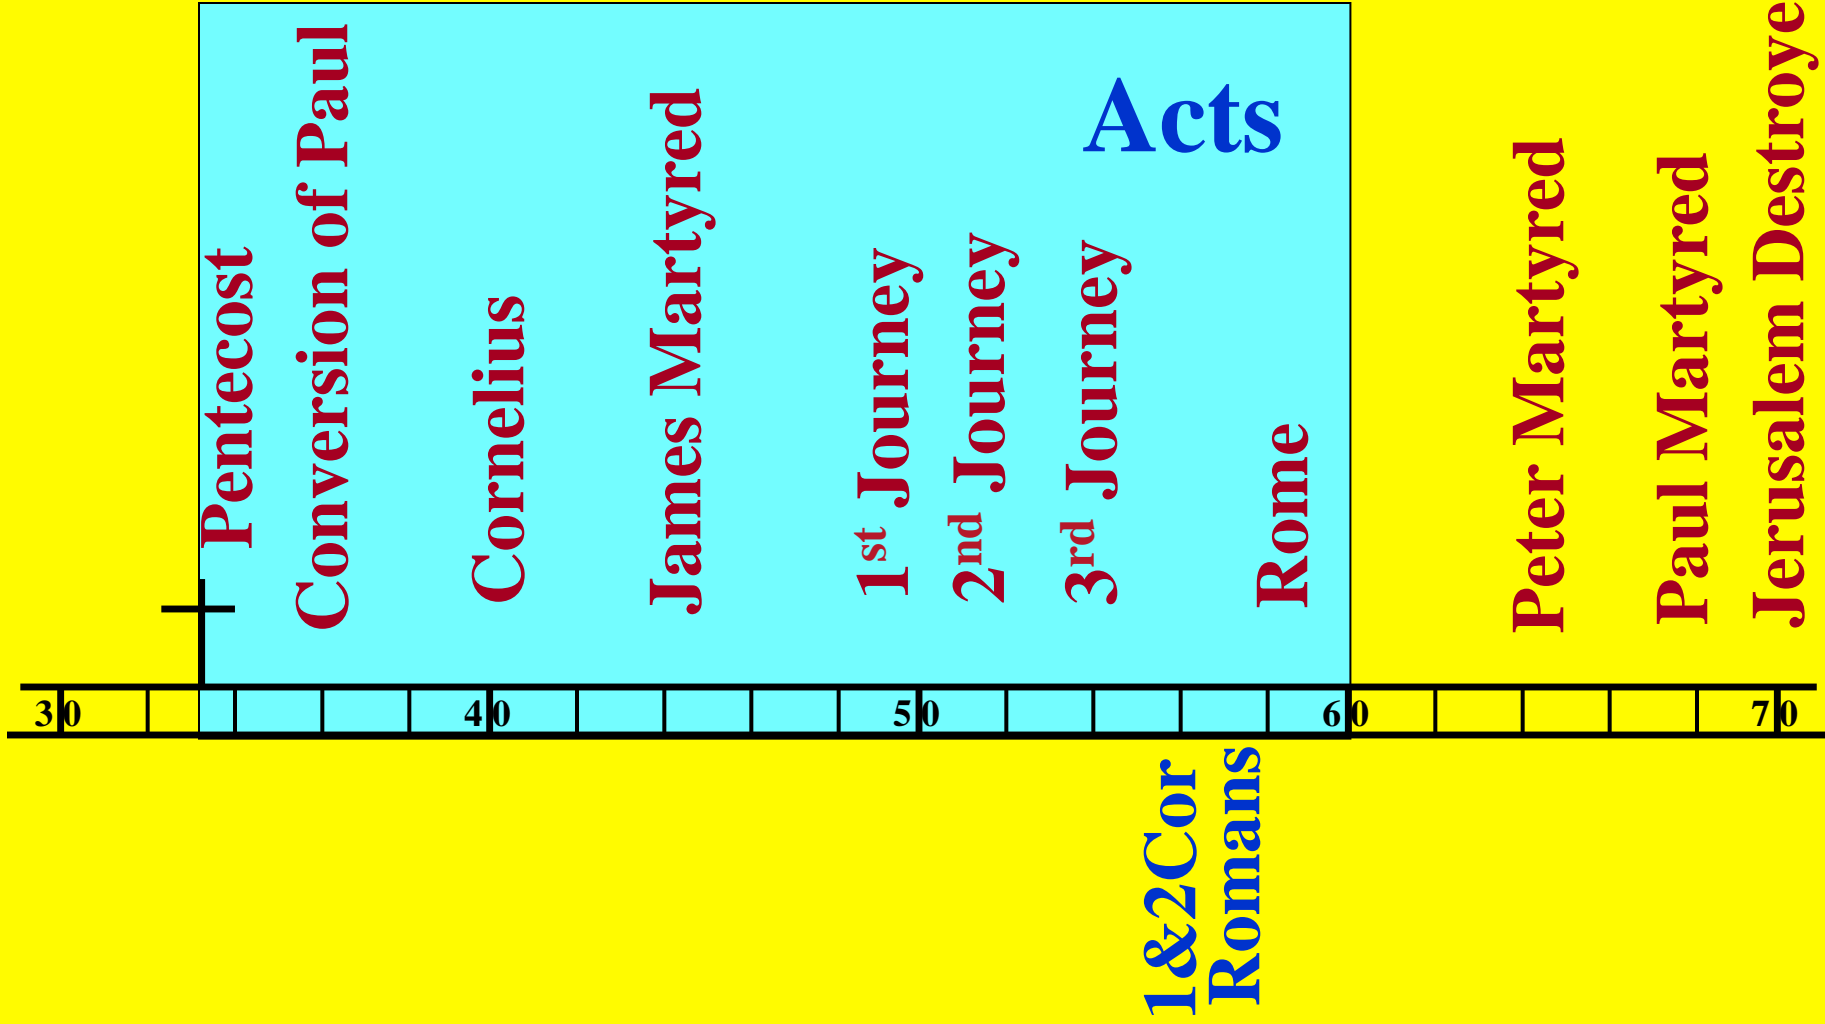 Acts
Pentecost
Conversion of Paul
Cornelius
James Martyred
1st Journey
2nd Journey
3rd Journey
Rome
Peter Martyred
Paul Martyred
Jerusalem Destroye
30
40
50
60
70
1&2Cor
Romans